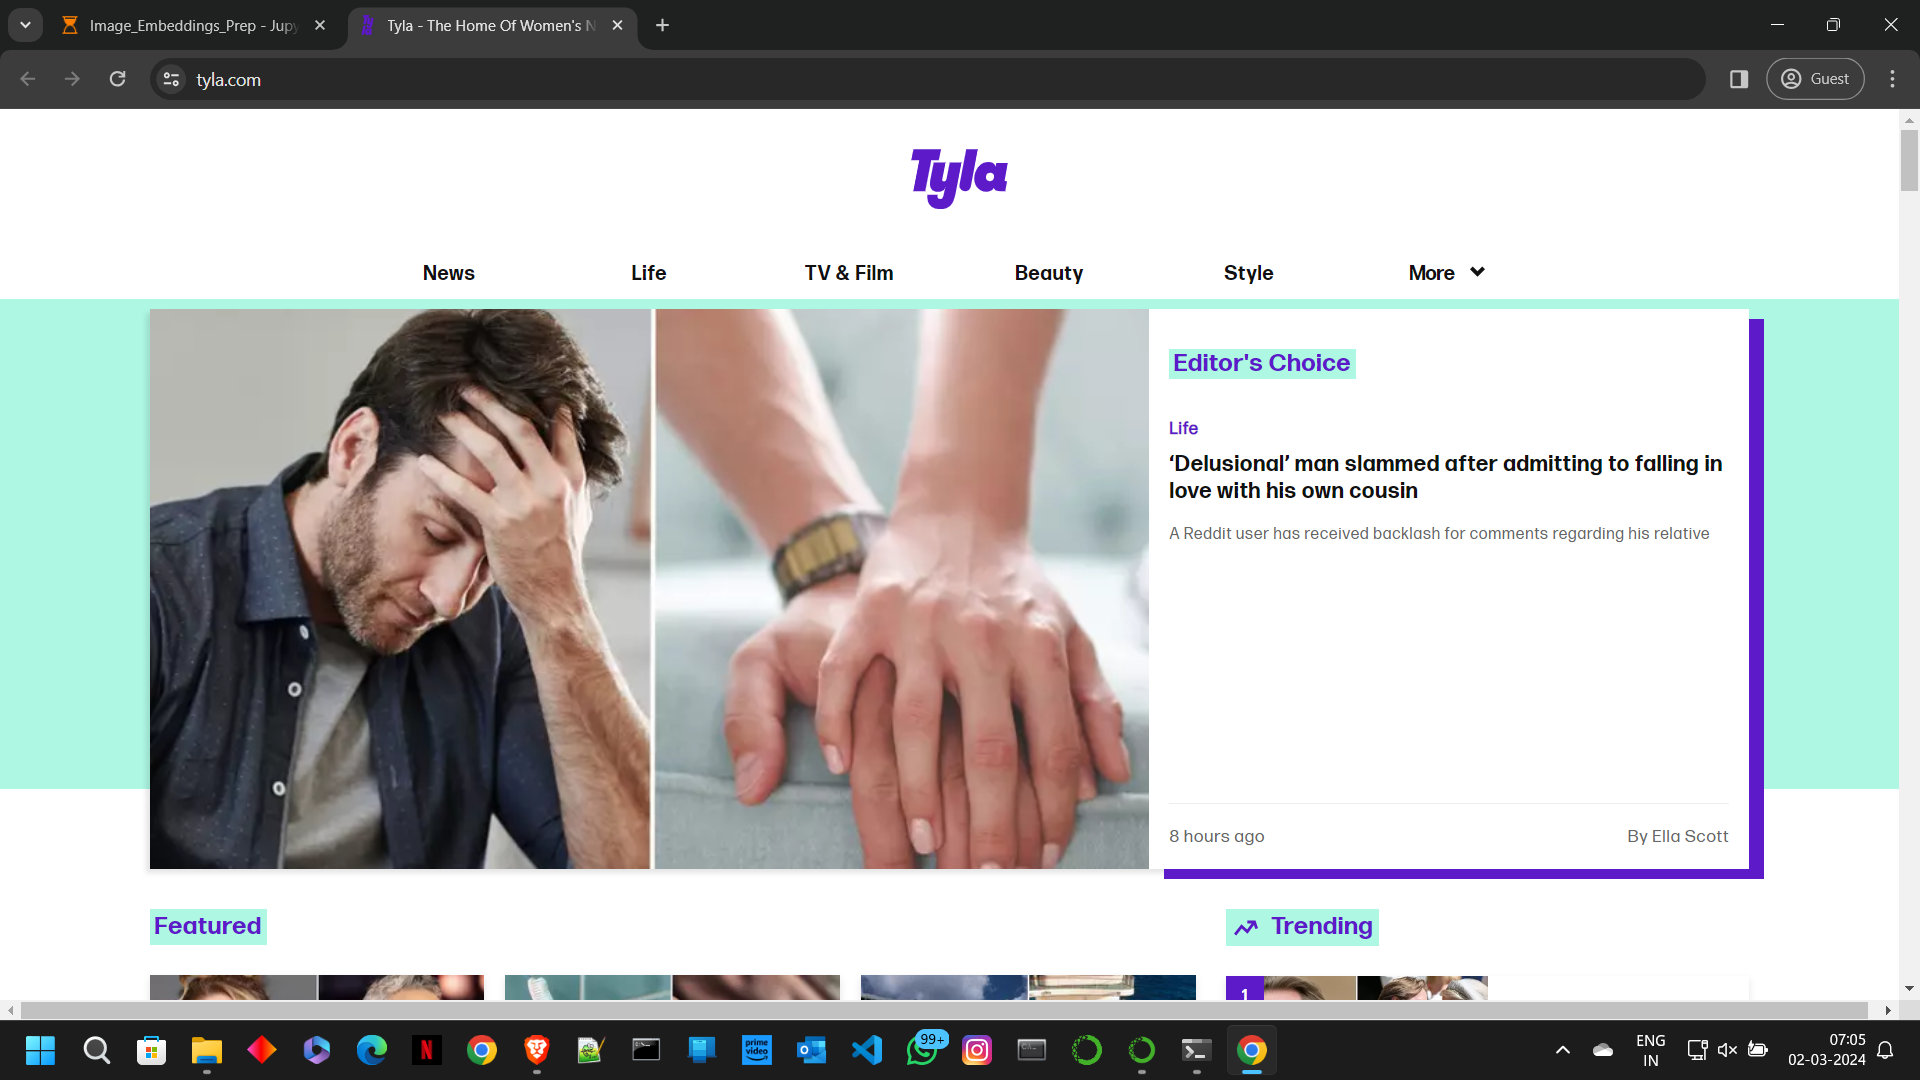 Image_Embeddings_Prep - Jupy
Tyla - The Home Of Women's N
tyla.com
Guest
Tyla
News
Life
TV & Film
Beauty
Style
More
Editor's Choice
Life
‘Delusional’ man slammed after admitting to falling in
love with his own cousin
A Reddit user has received backlash for comments regarding his relative
8 hours ago
By Ella Scott
Featured
Trending
1
N
prime
video
99+
ENG
IN
07:05
02-03-2024